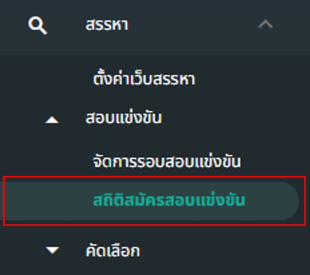 สรรหา
ตั้งค่าเว็บสรรหา
สอบแข่งขัน
จัดการรอบสอบแข่งขัน
สถิติสมัครสอบแข่งขัน
คัดเลือก